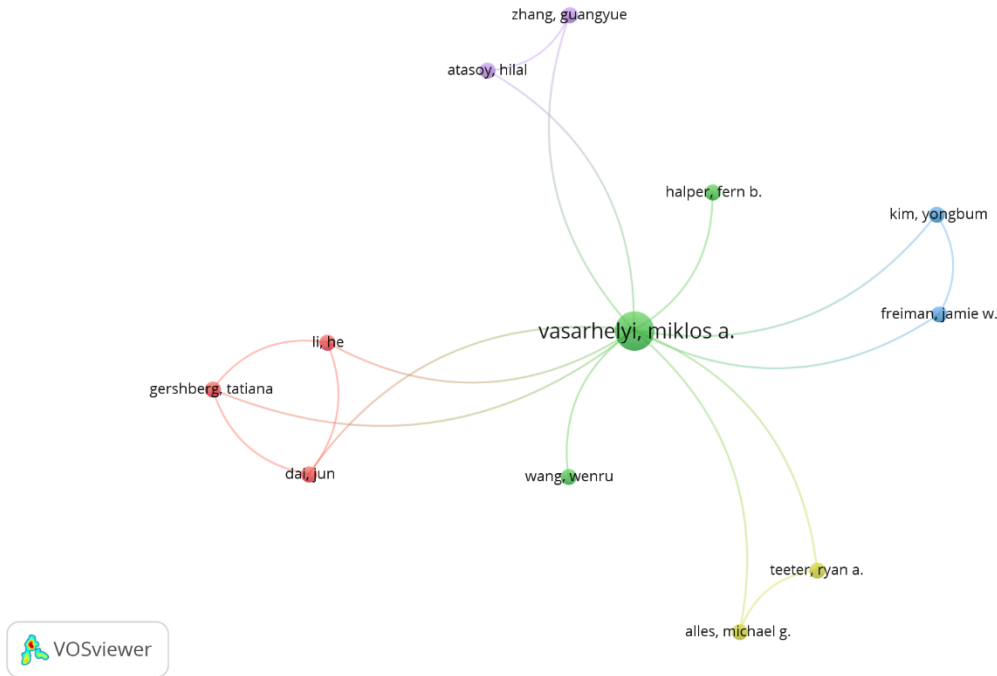 zhang, guangyue
atasoy, hilal
halper, fern b.
kim, yongbum
freiman, jamie w.
vasarhelyi, miklos a.
li, he
gershberg, tatiana
dai, jun
wang, wenru
teeter, ryan a.
alles, michael g.
VOSviewer